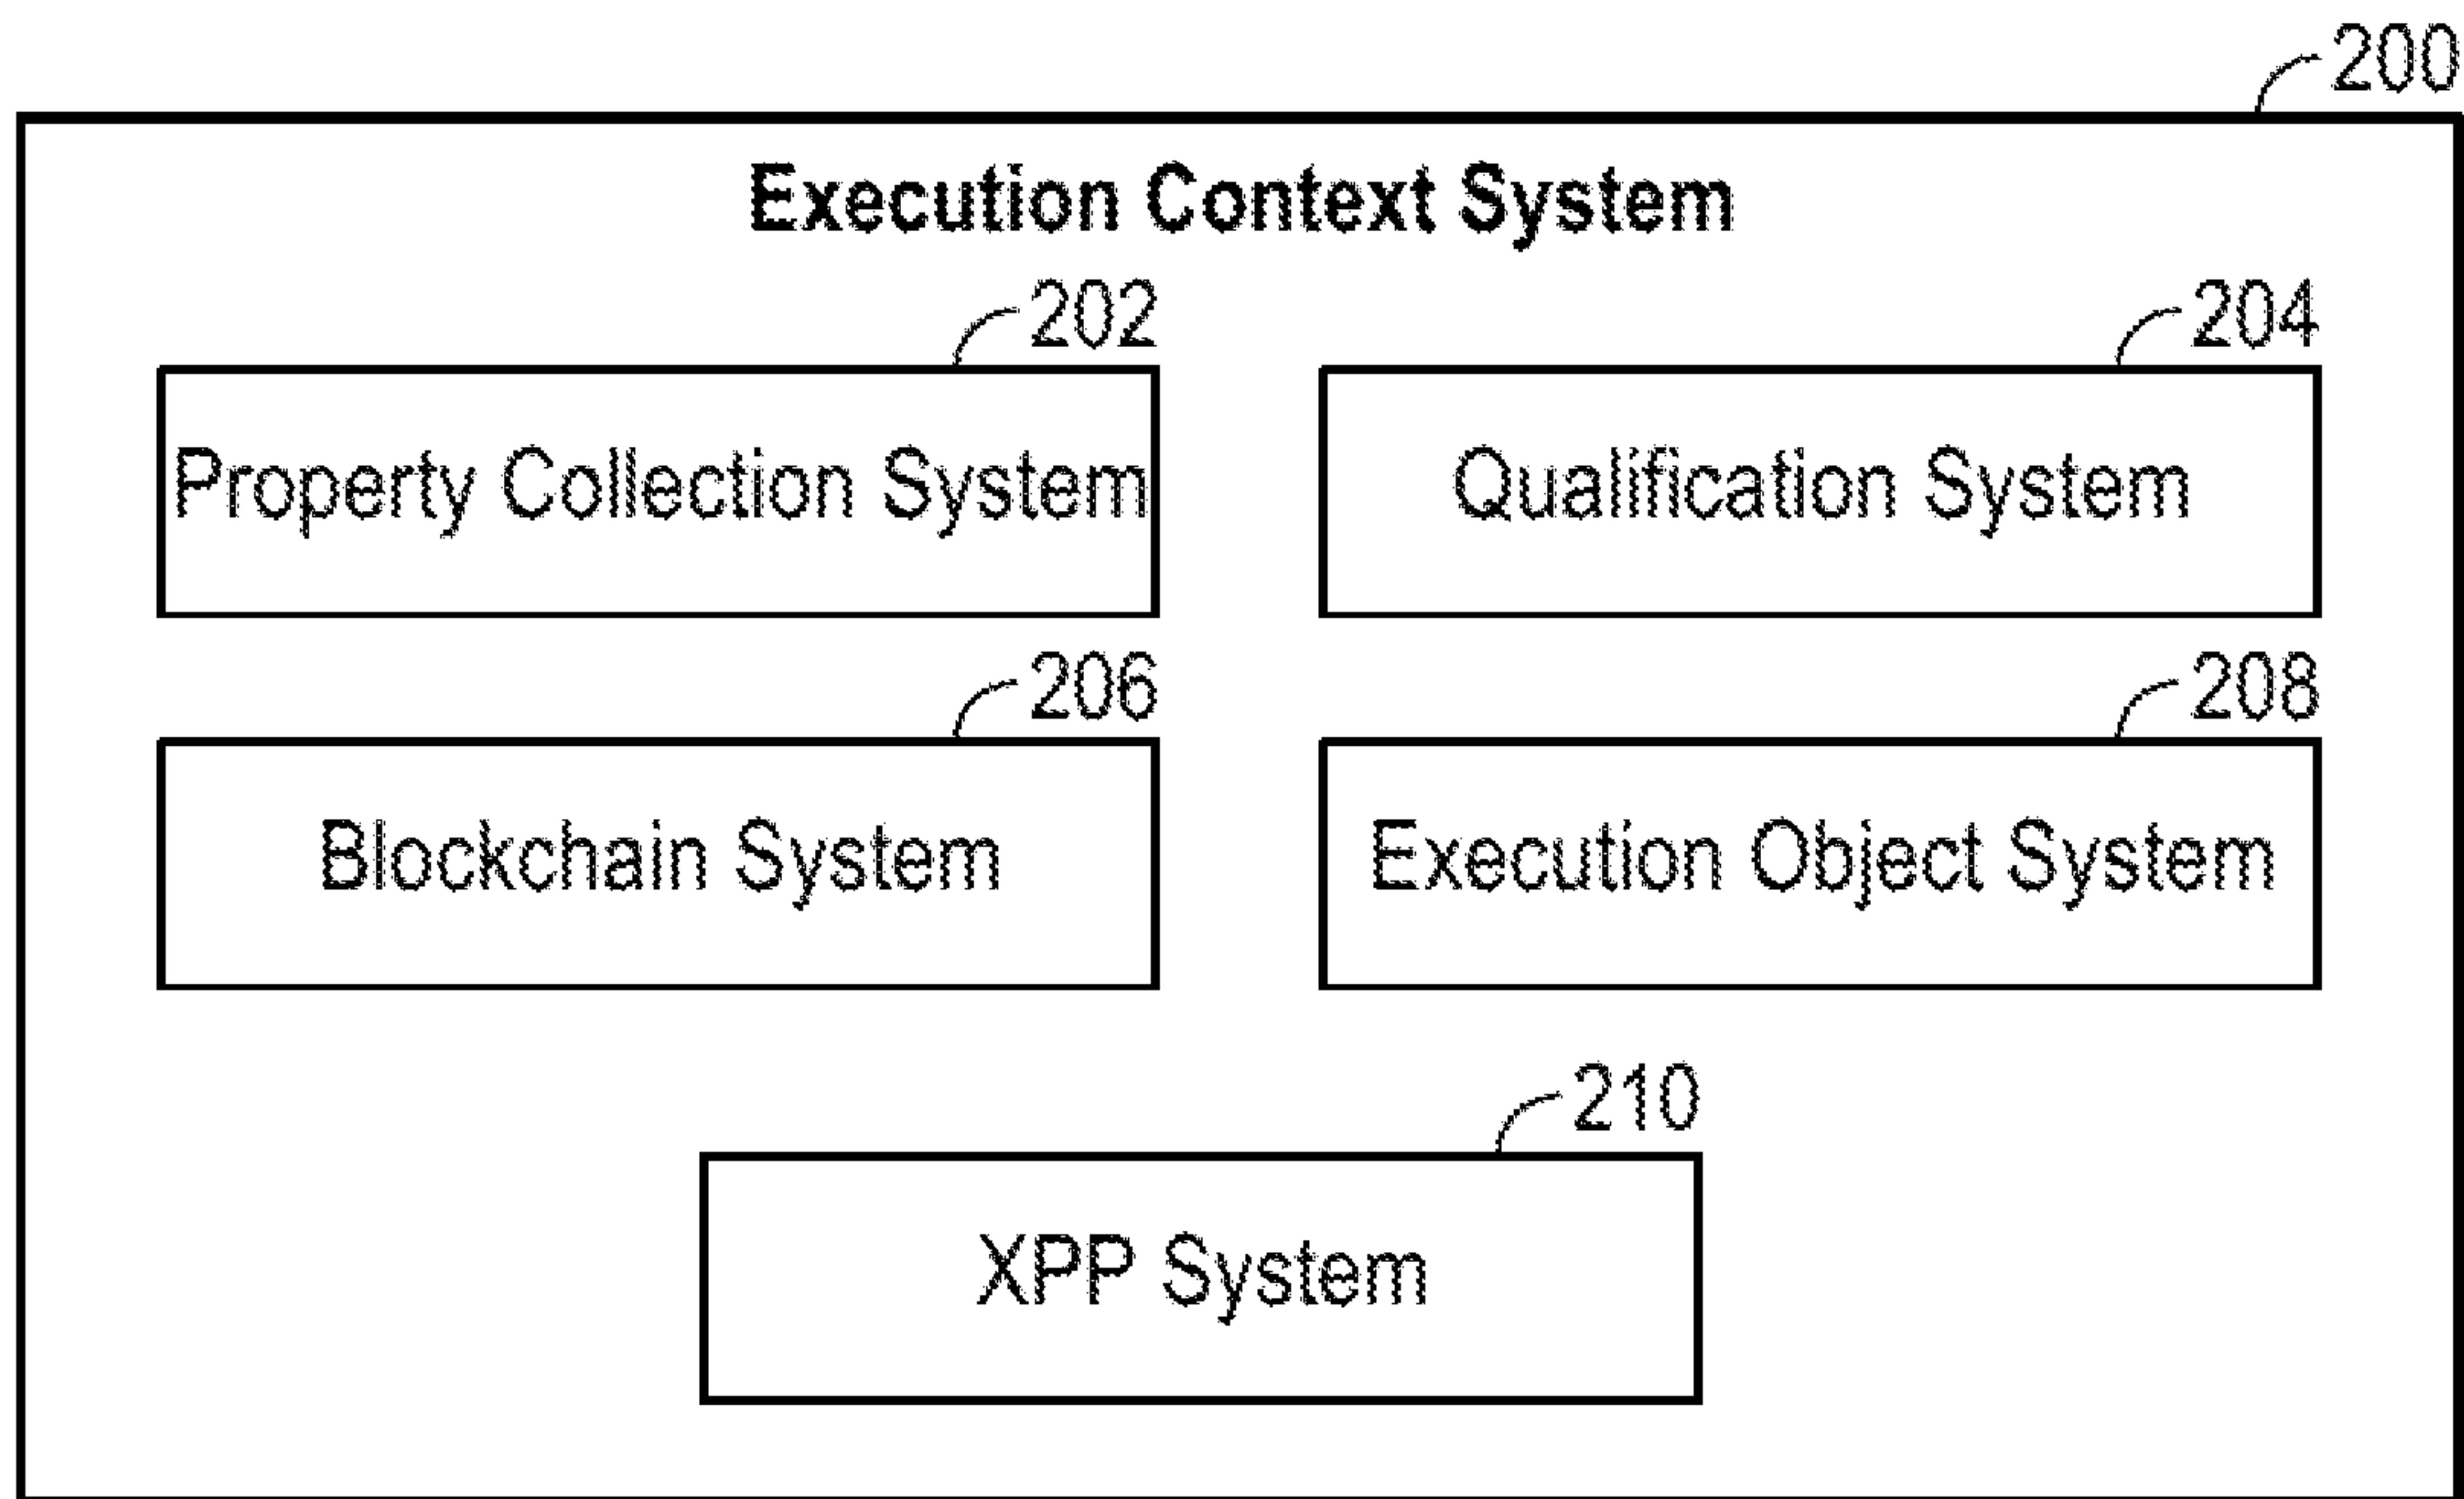 200
Execution Context System
202
204
Property Collection System
Qualification System
206
208
Blockchain System
Execution Object System
210
XPP System